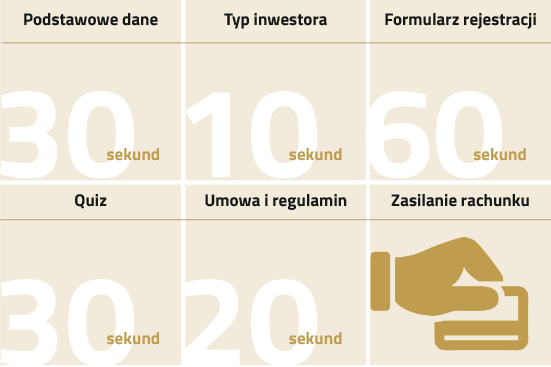 Podstawowe dane
30
sekund
Typ inwestora
10
sekund
Formularz rejestracji
60
sekund
Quiz
30
sekund
Umowa i regulamin
20
sekund
Zasilanie rachunku